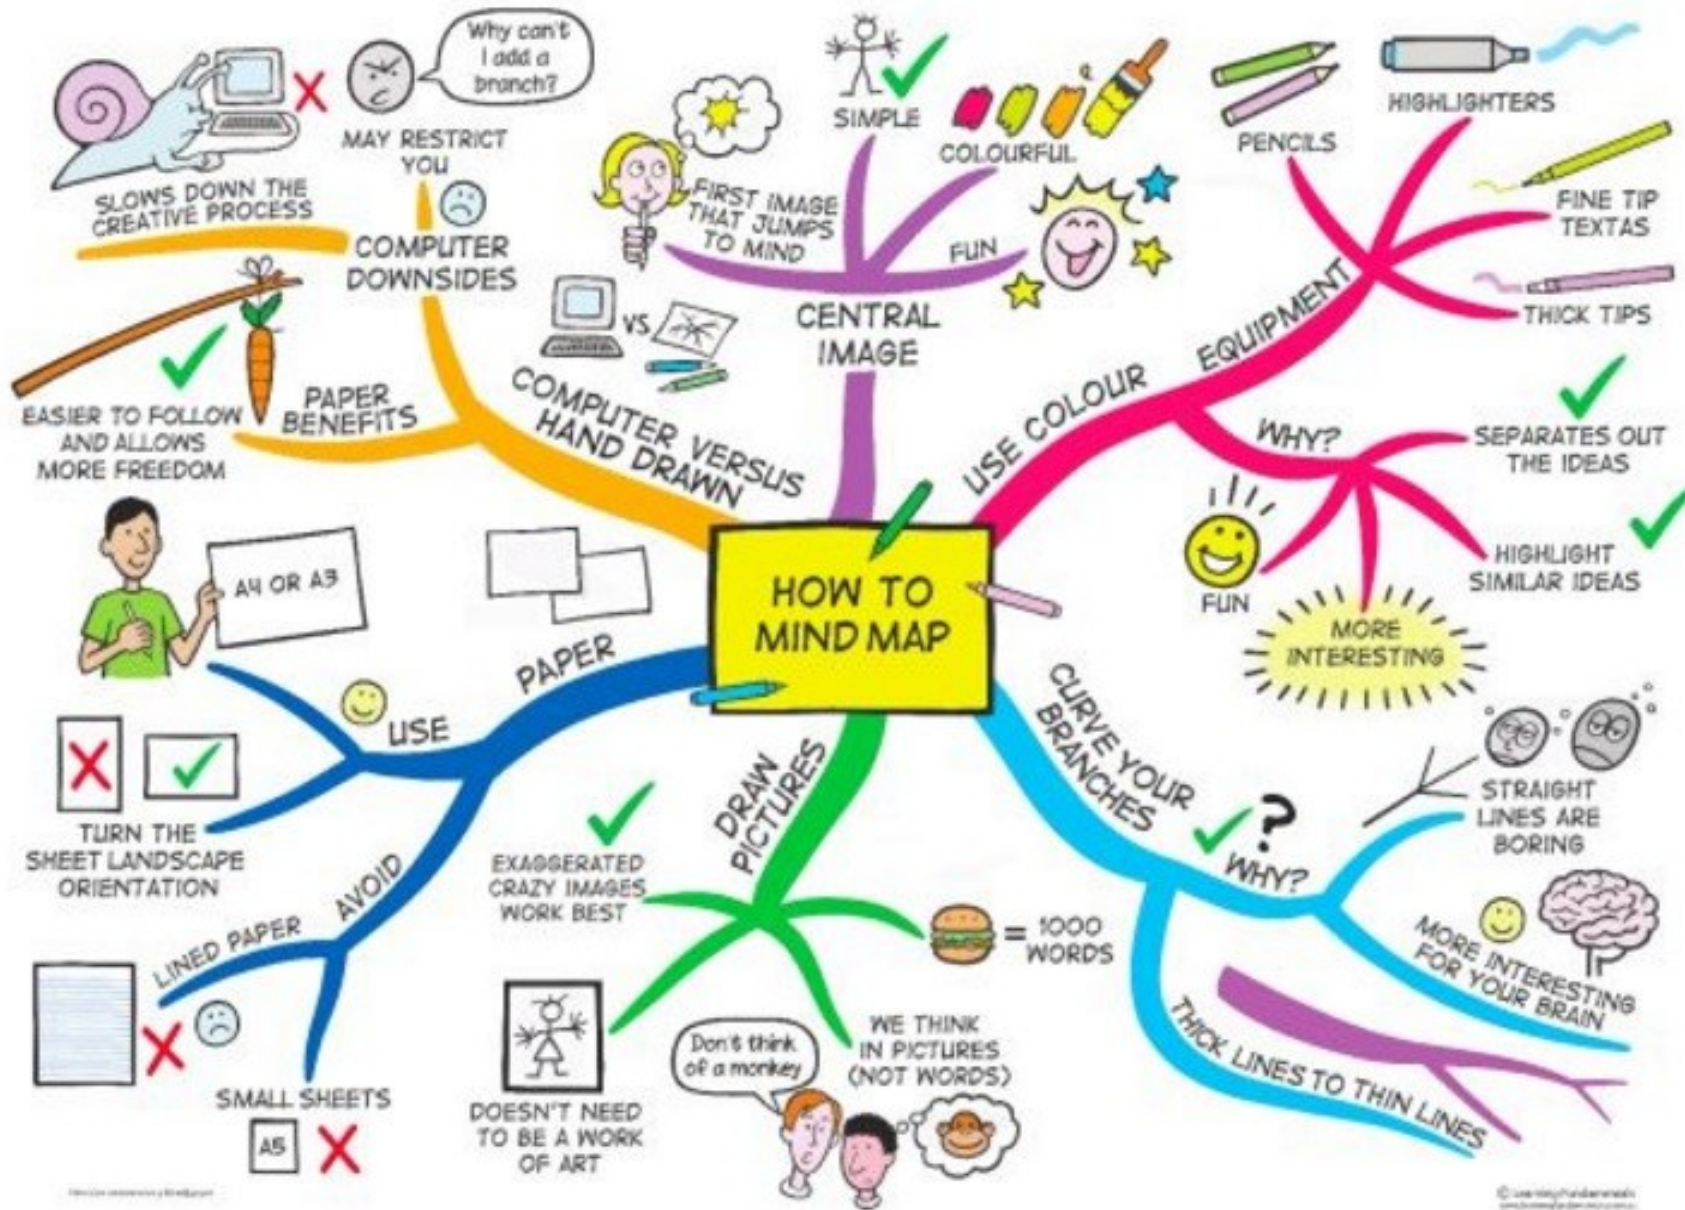 HOW TO
MIND MAP
COMPUTER VERSUS
HAND DRAWN
VS
COMPUTER
DOWNSIDES
SLOWS DOWN THE
CREATIVE PROCESS
MAY RESTRICT
YOU
Why can't
I add a
branch?
PAPER
BENEFITS
EASIER TO FOLLOW
AND ALLOWS
MORE FREEDOM
CENTRAL
IMAGE
FIRST IMAGE
THAT JUMPS
TO MIND
SIMPLE
COLOURFUL
FUN
USE COLOUR
EQUIPMENT
PENCILS
HIGHLIGHTERS
FINE TIP
TEXTAS
THICK TIPS
WHY?
SEPARATES OUT
THE IDEAS
HIGHLIGHT
SIMILAR IDEAS
MORE
INTERESTING
FUN
CURVE YOUR
BRANCHES
?
WHY?
STRAIGHT
LINES ARE
BORING
MORE INTERESTING
FOR YOUR BRAIN
THICK LINES TO THIN LINES
DRAW
PICTURES
EXAGGERATED
CRAZY IMAGES
WORK BEST
DOESN'T NEED
TO BE A WORK
OF ART
WE THINK
IN PICTURES
(NOT WORDS)
Don't think
of a monkey
= 1000
WORDS
PAPER
USE
A4 OR A3
TURN THE
SHEET LANDSCAPE
ORIENTATION
AVOID
LINED PAPER
SMALL SHEETS
A5
© Learning Fundamentals